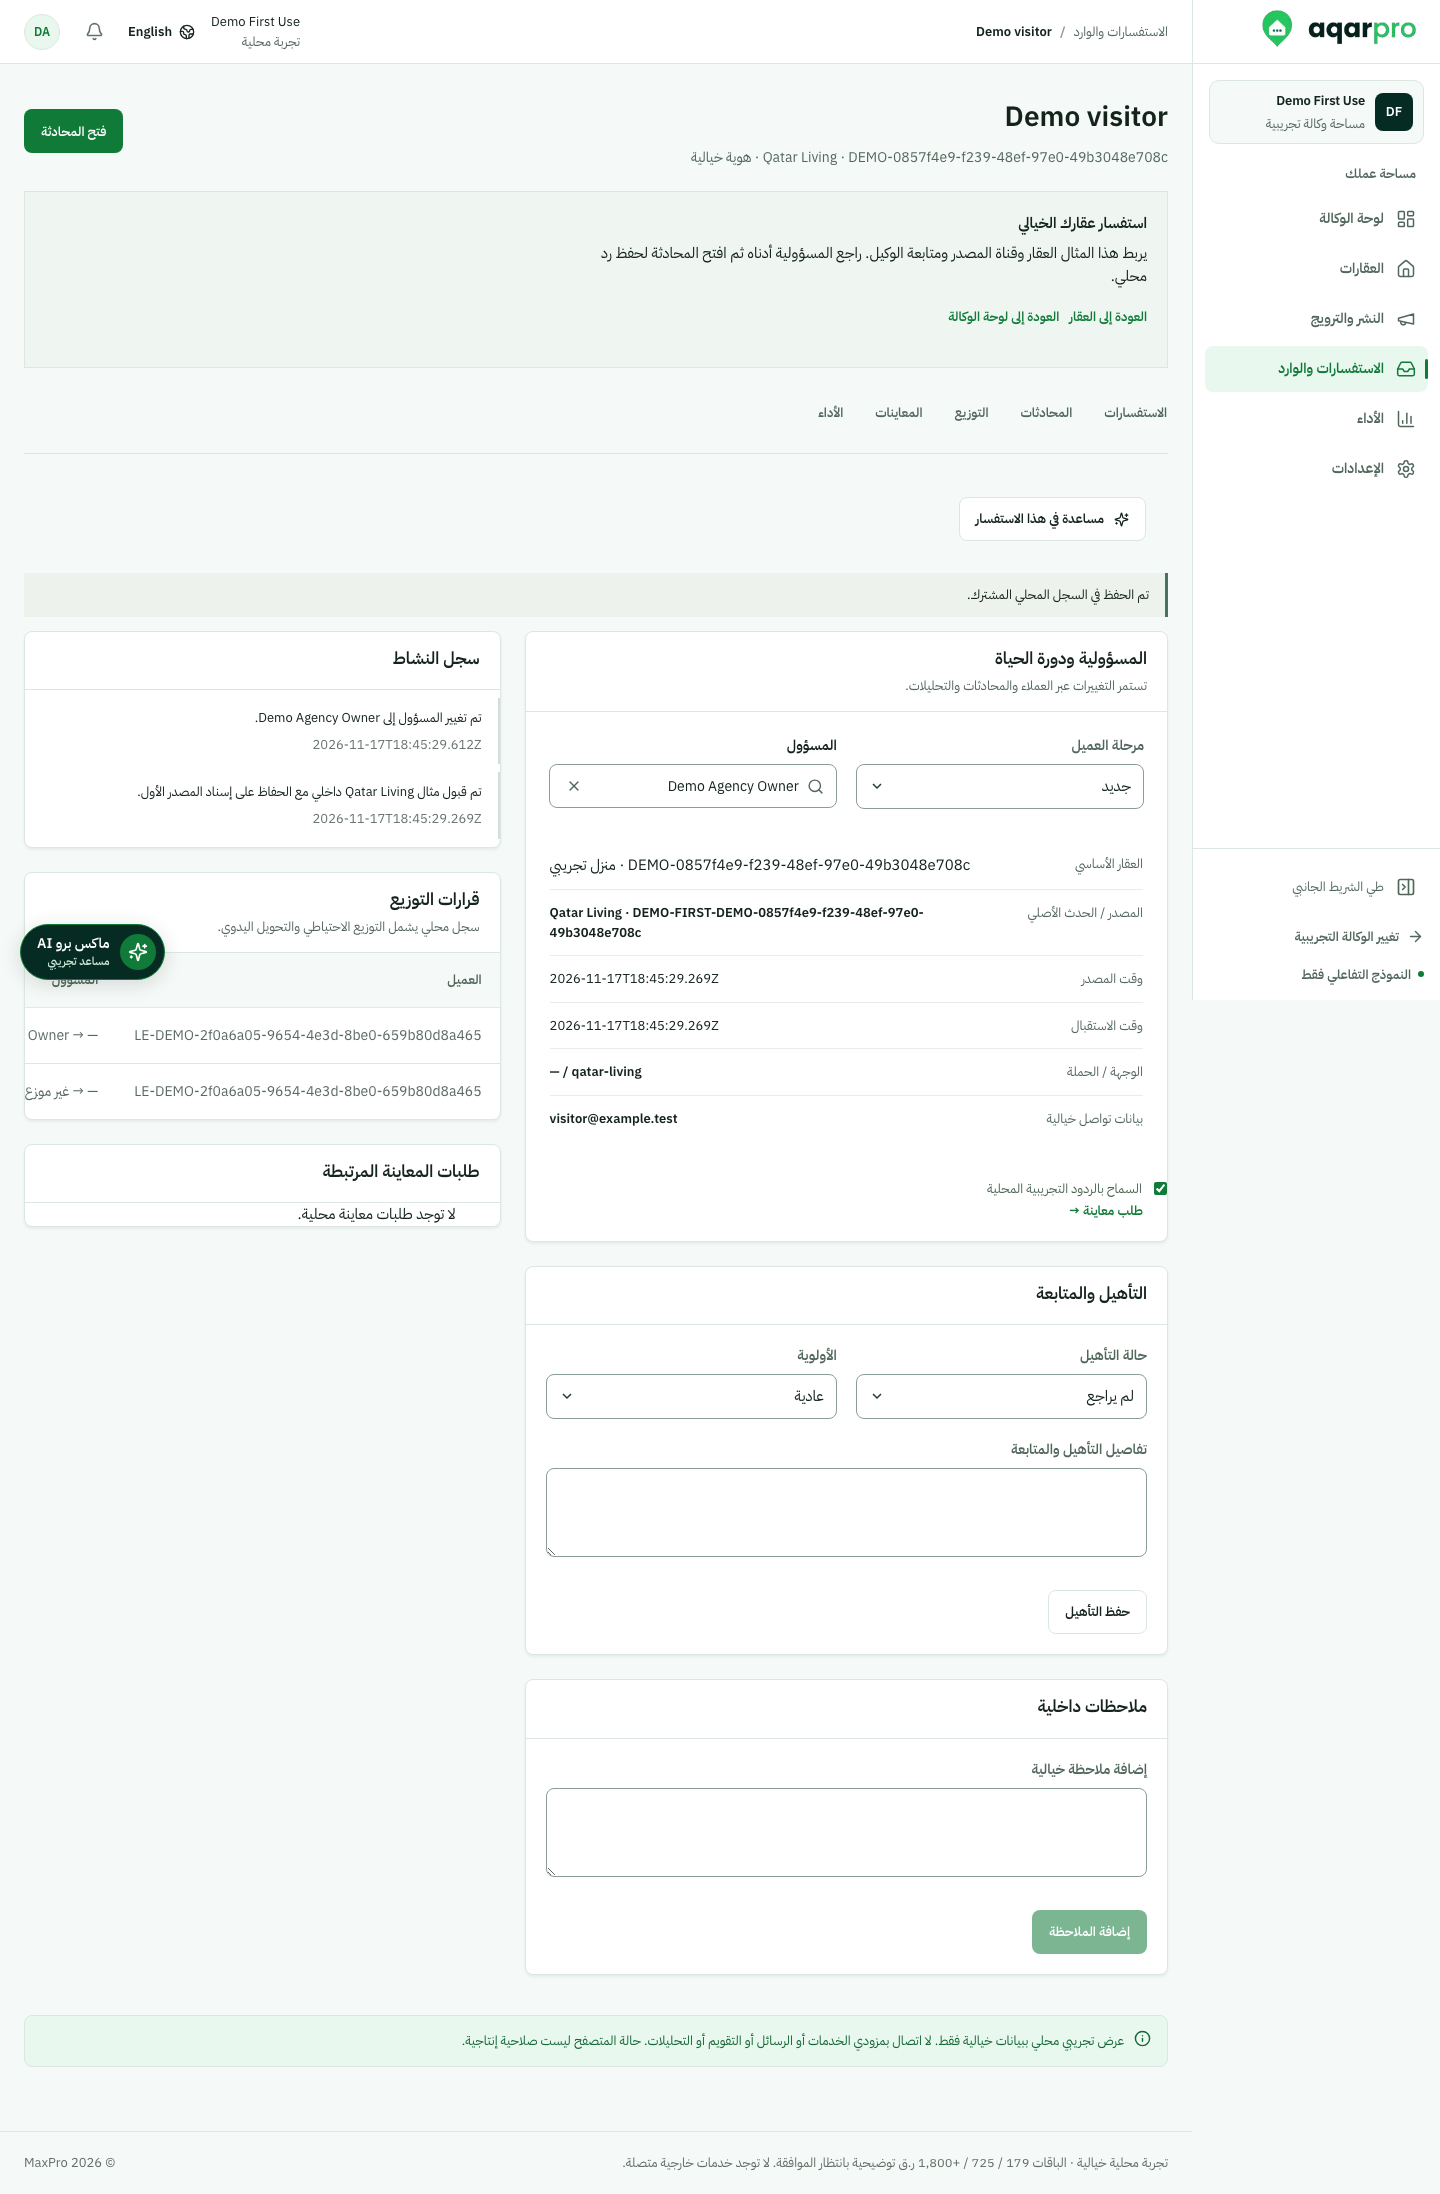 aqarpro
الاستفسارات والوارد / Demo visitor
Demo First Use
تجربة محلية
English
DA
DF
Demo First Use
مساحة وكالة تجريبية
مساحة عملك
لوحة الوكالة
العقارات
النشر والترويج
الاستفسارات والوارد
الأداء
الإعدادات
طي الشريط الجانبي
تغيير الوكالة التجريبية
النموذج التفاعلي فقط
Demo visitor
Qatar Living · DEMO-0857f4e9-f239-48ef-97e0-49b3048e708c · هوية خيالية
فتح المحادثة
استفسار عقارك الخيالي
يربط هذا المثال العقار وقناة المصدر ومتابعة الوكيل. راجع المسؤولية أدناه ثم افتح المحادثة لحفظ رد
محلي.
العودة إلى العقار العودة إلى لوحة الوكالة
الاستفسارات المحادثات التوزيع المعاينات الأداء
مساعدة في هذا الاستفسار
تم الحفظ في السجل المحلي المشترك.
المسؤولية ودورة الحياة
تستمر التغييرات عبر العملاء والمحادثات والتحليلات.
مرحلة العميل
جديد
المسؤول
Demo Agency Owner
العقار الأساسي
DEMO-0857f4e9-f239-48ef-97e0-49b3048e708c · منزل تجريبي
المصدر / الحدث الأصلي
Qatar Living · DEMO-FIRST-DEMO-0857f4e9-f239-48ef-97e0-
49b3048e708c
وقت المصدر
2026-11-17T18:45:29.269Z
وقت الاستقبال
2026-11-17T18:45:29.269Z
الوجهة / الحملة
— / qatar-living
بيانات تواصل خيالية
visitor@example.test
السماح بالردود التجريبية المحلية
طلب معاينة →
التأهيل والمتابعة
حالة التأهيل
لم يراجع
الأولوية
عادية
تفاصيل التأهيل والمتابعة
حفظ التأهيل
ملاحظات داخلية
إضافة ملاحظة خيالية
إضافة الملاحظة
سجل النشاط
تم تغيير المسؤول إلى Demo Agency Owner.
2026-11-17T18:45:29.612Z
تم قبول مثال Qatar Living داخلي مع الحفاظ على إسناد المصدر الأول.
2026-11-17T18:45:29.269Z
قرارات التوزيع
سجل محلي يشمل التوزيع الاحتياطي والتحويل اليدوي.
العميل
المسؤول
LE-DEMO-2f0a6a05-9654-4e3d-8be0-659b80d8a465
— → Owner
LE-DEMO-2f0a6a05-9654-4e3d-8be0-659b80d8a465
— → غير موزع
ماكس برو AI
مساعد تجريبي
طلبات المعاينة المرتبطة
لا توجد طلبات معاينة محلية.
عرض تجريبي محلي ببيانات خيالية فقط. لا اتصال بمزودي الخدمات أو الرسائل أو التقويم أو التحليلات. حالة المتصفح ليست صلاحية إنتاجية.
تجربة محلية خيالية · الباقات 179 / 725 / +1,800 ر.ق توضيحية بانتظار الموافقة. لا توجد خدمات خارجية متصلة.
© 2026 MaxPro